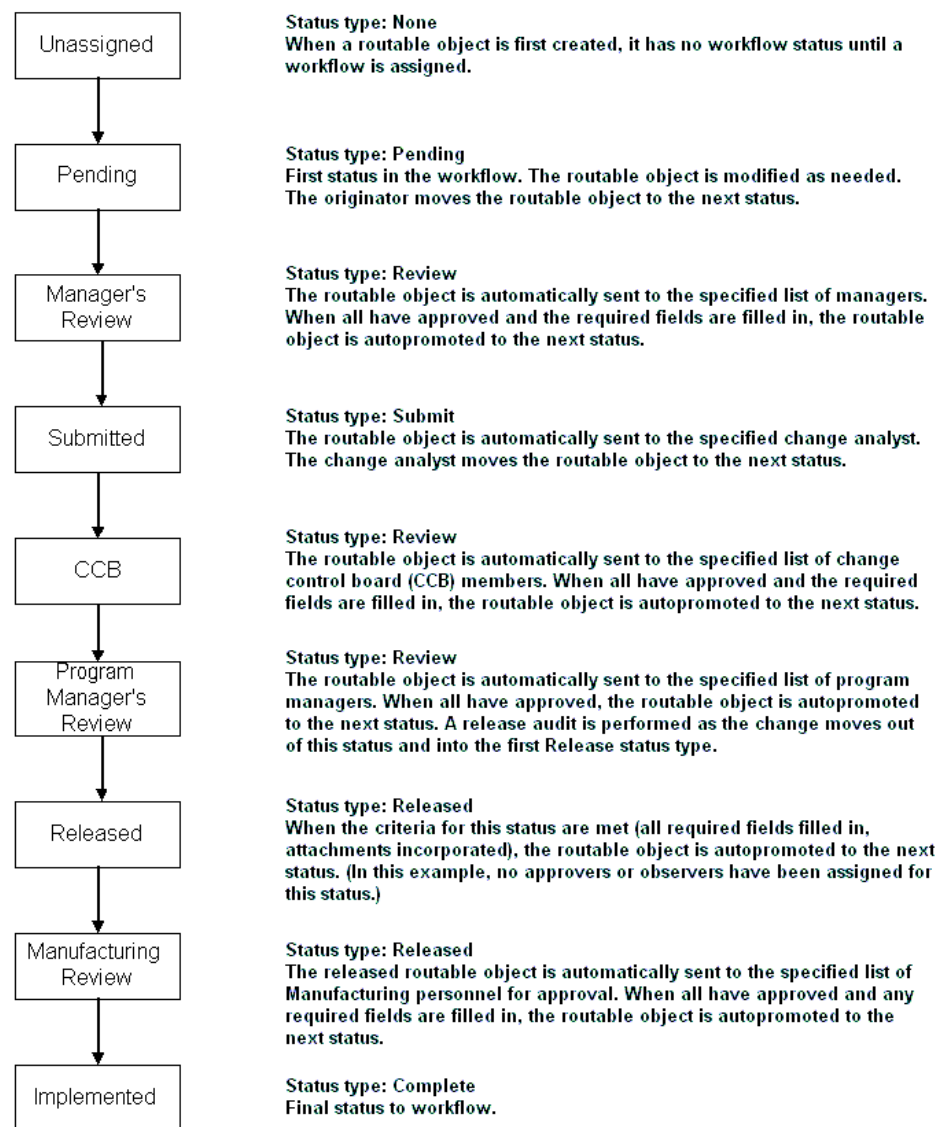 Unassigned
Status type: None
When a routable object is first created, it has no workflow status until a
workflow is assigned.
Pending
Status type: Pending
First status in the workflow. The routable object is modified as needed.
The originator moves the routable object to the next status.
Manager's
Review
Status type: Review
The routable object is automatically sent to the specified list of managers.
When all have approved and the required fields are filled in, the routable
object is autopromoted to the next status.
Submitted
Status type: Submit
The routable object is automatically sent to the specified change analyst.
The change analyst moves the routable object to the next status.
CCB
Status type: Review
The routable object is automatically sent to the specified list of change
control board (CCB) members. When all have approved and the required
fields are filled in, the routable object is autopromoted to the next status.
Program
Manager's
Review
Status type: Review
The routable object is automatically sent to the specified list of program
managers. When all have approved, the routable object is autopromoted
to the next status. A release audit is performed as the change moves out
of this status and into the first Release status type.
Released
Status type: Released
When the criteria for this status are met (all required fields filled in,
attachments incorporated), the routable object is autopromoted to the next
status. (In this example, no approvers or observers have been assigned for
this status.)
Manufacturing
Review
Status type: Released
The released routable object is automatically sent to the specified list of
Manufacturing personnel for approval. When all have approved and any
required fields are filled in, the routable object is autopromoted to the
next status.
Implemented
Status type: Complete
Final status to workflow.